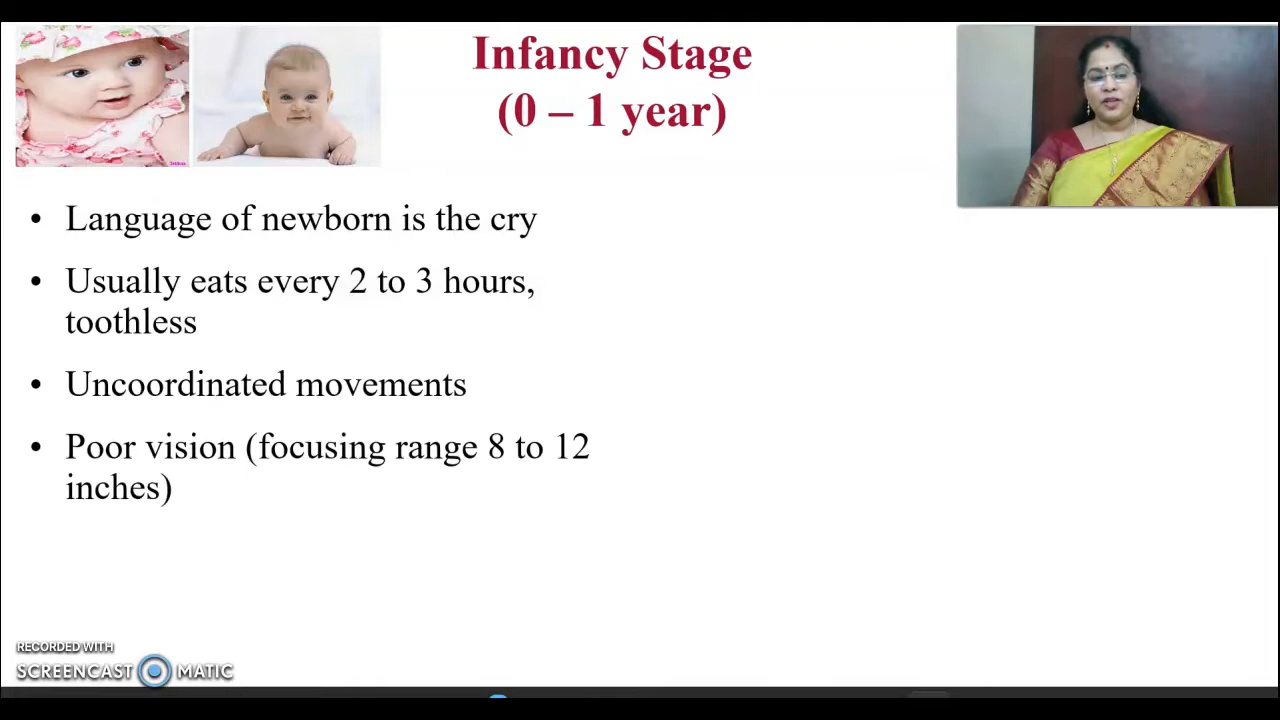 Infancy Stage
(0 – 1 year)
• Language of newborn is the cry
• Usually eats every 2 to 3 hours,
toothless
• Uncoordinated movements
• Poor vision (focusing range 8 to 12
inches)
RECORDED WITH
SCREENCAST MATIC